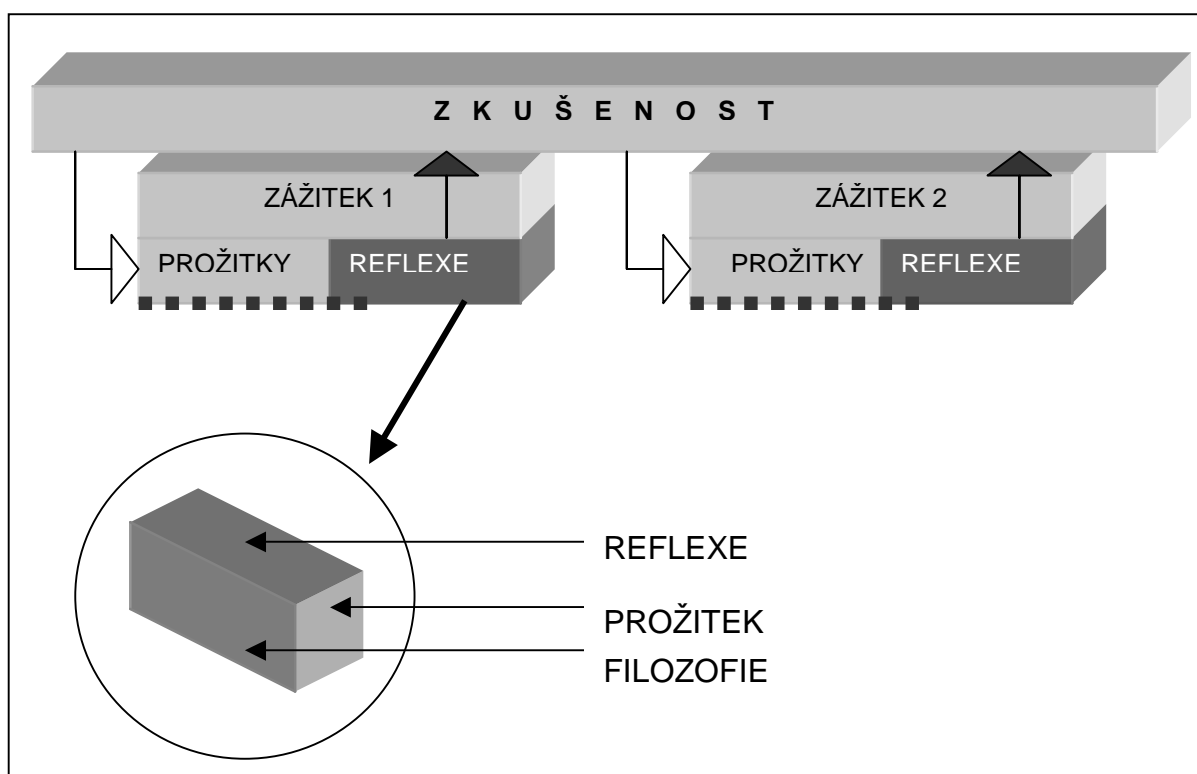 Z K U Š E N O S T
ZÁŽITEK 1
ZÁŽITEK 2
PROŽITKY REFLEXE
PROŽITKY REFLEXE
REFLEXE
PROŽITEK
FILOZOFIE